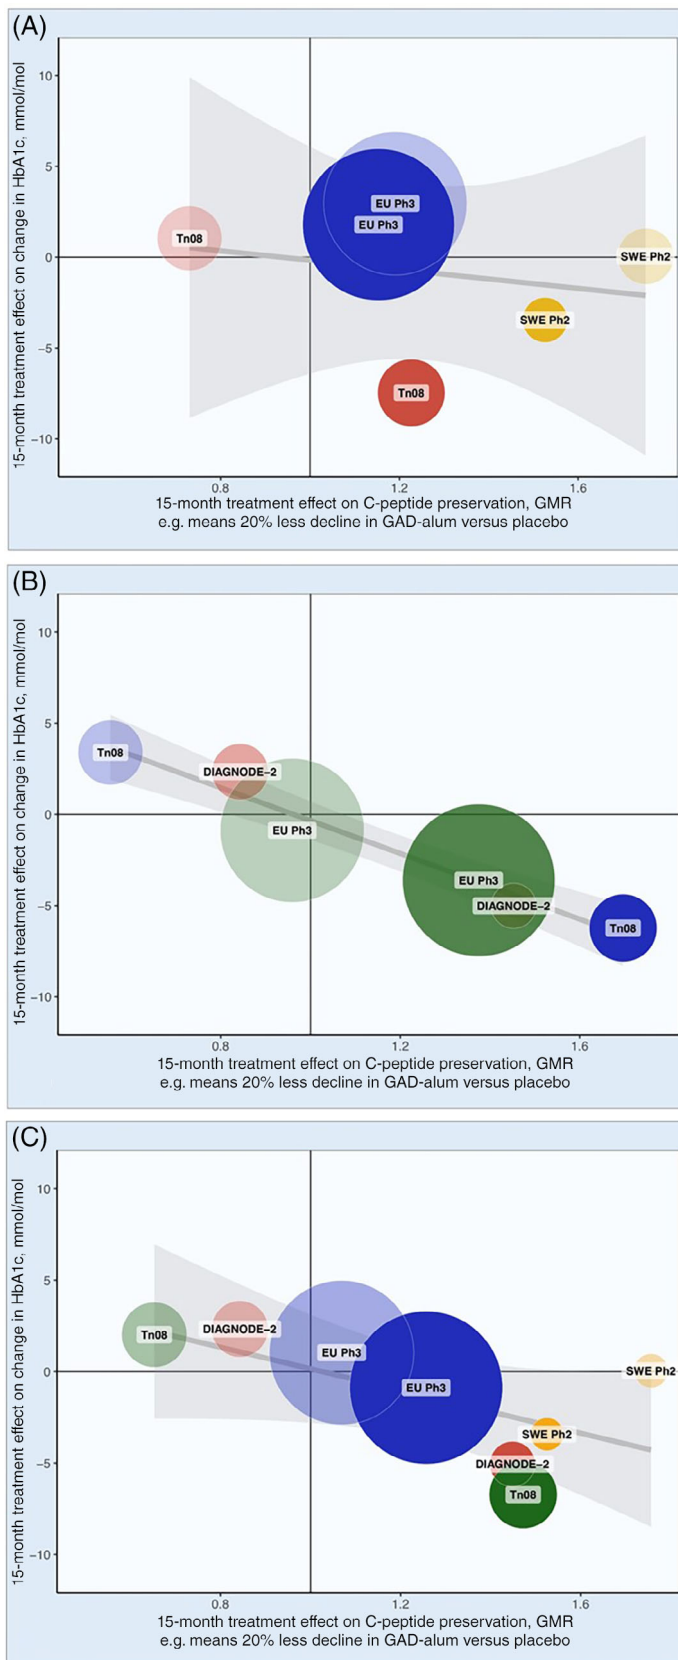 (A)
15-month treatment effect on change in HbA1c, mmol/mol
10
5
0
−5
−10
EU Ph3
EU Ph3
Tn08
SWE Ph2
SWE Ph2
Tn08
0.8
1.2
1.6
15-month treatment effect on C-peptide preservation, GMR
e.g. means 20% less decline in GAD-alum versus placebo
(B)
15-month treatment effect on change in HbA1c, mmol/mol
10
5
0
−5
−10
Tn08
DIAGNODE−2
EU Ph3
EU Ph3
DIAGNODE−2
Tn08
0.8
1.2
1.6
15-month treatment effect on C-peptide preservation, GMR
e.g. means 20% less decline in GAD-alum versus placebo
(C)
15-month treatment effect on change in HbA1c, mmol/mol
10
5
0
−5
−10
Tn08
DIAGNODE−2
EU Ph3
EU Ph3
SWE Ph2
SWE Ph2
DIAGNODE−2
Tn08
0.8
1.2
1.6
15-month treatment effect on C-peptide preservation, GMR
e.g. means 20% less decline in GAD-alum versus placebo